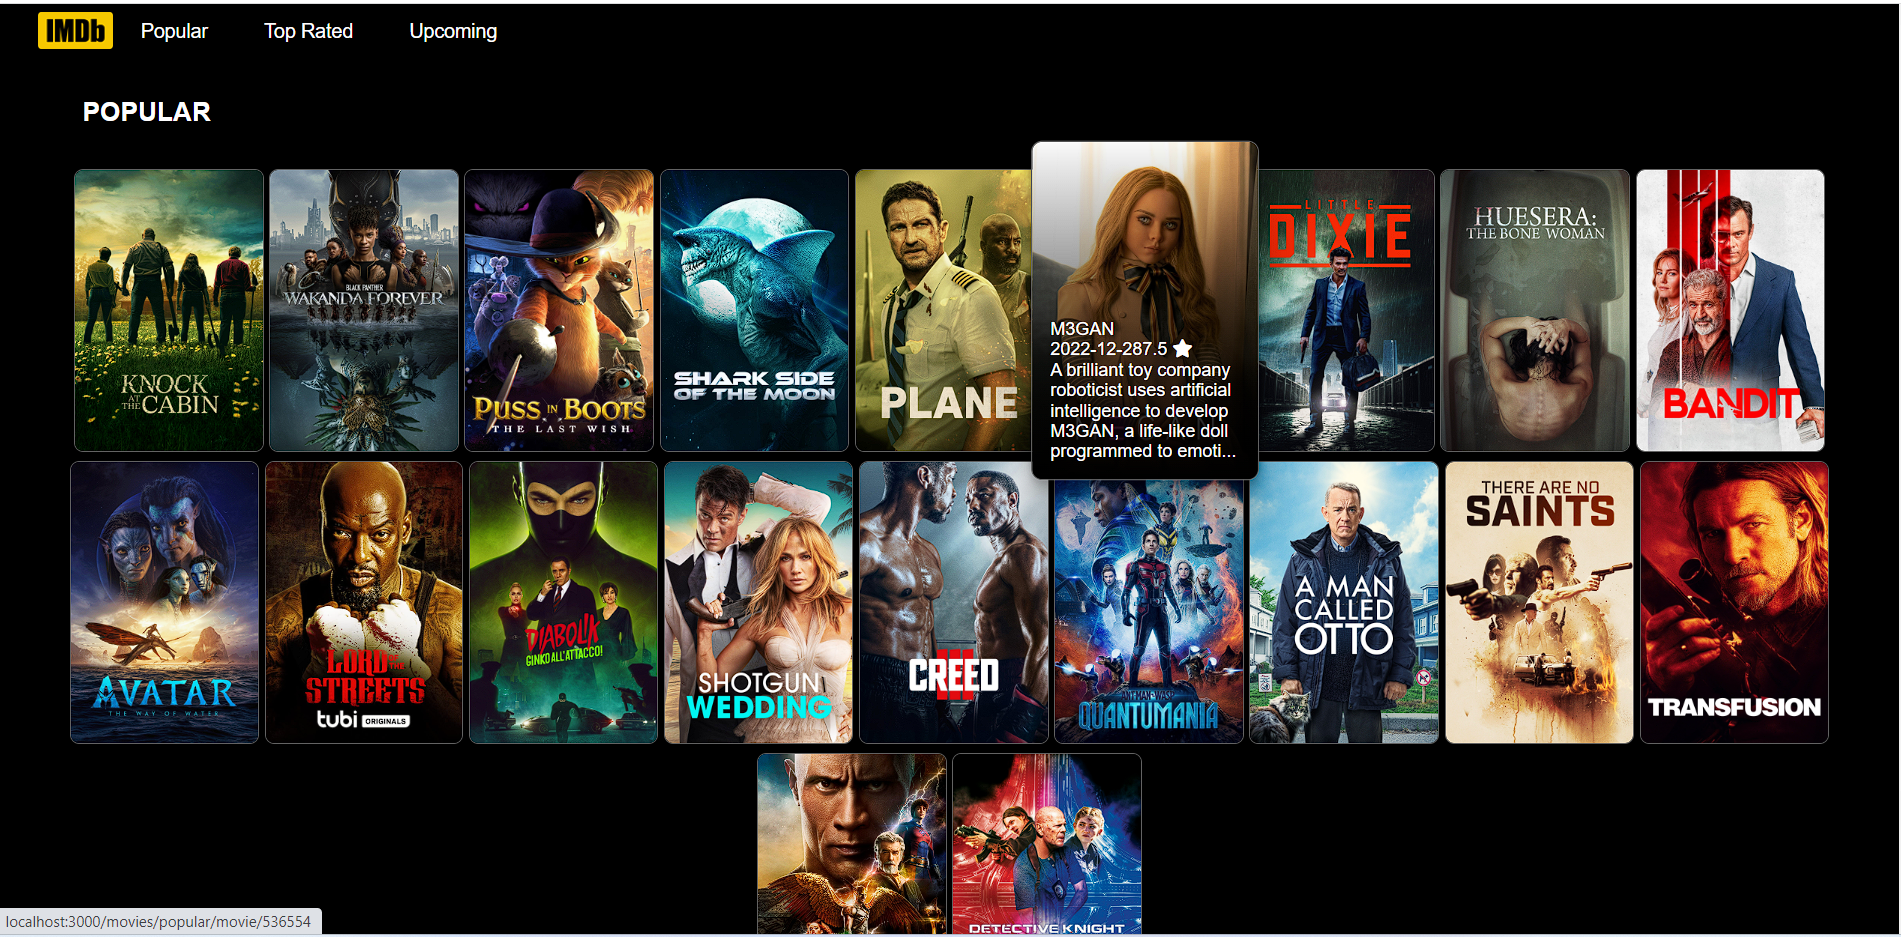 IMDb Popular Top Rated Upcoming
POPULAR
KNOCK
AT THE CABIN
BLACK PANTHER
WAKANDA FOREVER
PUSS IN BOOTS
THE LAST WISH
SHARK SIDE
OF THE MOON
PLANE
M3GAN
2022-12-287.5
A brilliant toy company
roboticist uses artificial
intelligence to develop
M3GAN, a life-like doll
programmed to emoti...
LITTLE
DIXIE
HUESERA:
THE BONE WOMAN
BANDIT
AVATAR
THE WAY OF WATER
LORD OF THE
STREETS
tubi ORIGINALS
DIABOLIK
GINKO ALL'ATTACCO!
SHOTGUN
WEDDING
CREED
III
ANT-MAN AND THE WASP
QUANTUMANIA
A MAN
CALLED
OTTO
THERE ARE NO
SAINTS
TRANSFUSION
DETECTIVE KNIGHT
localhost:3000/movies/popular/movie/536554